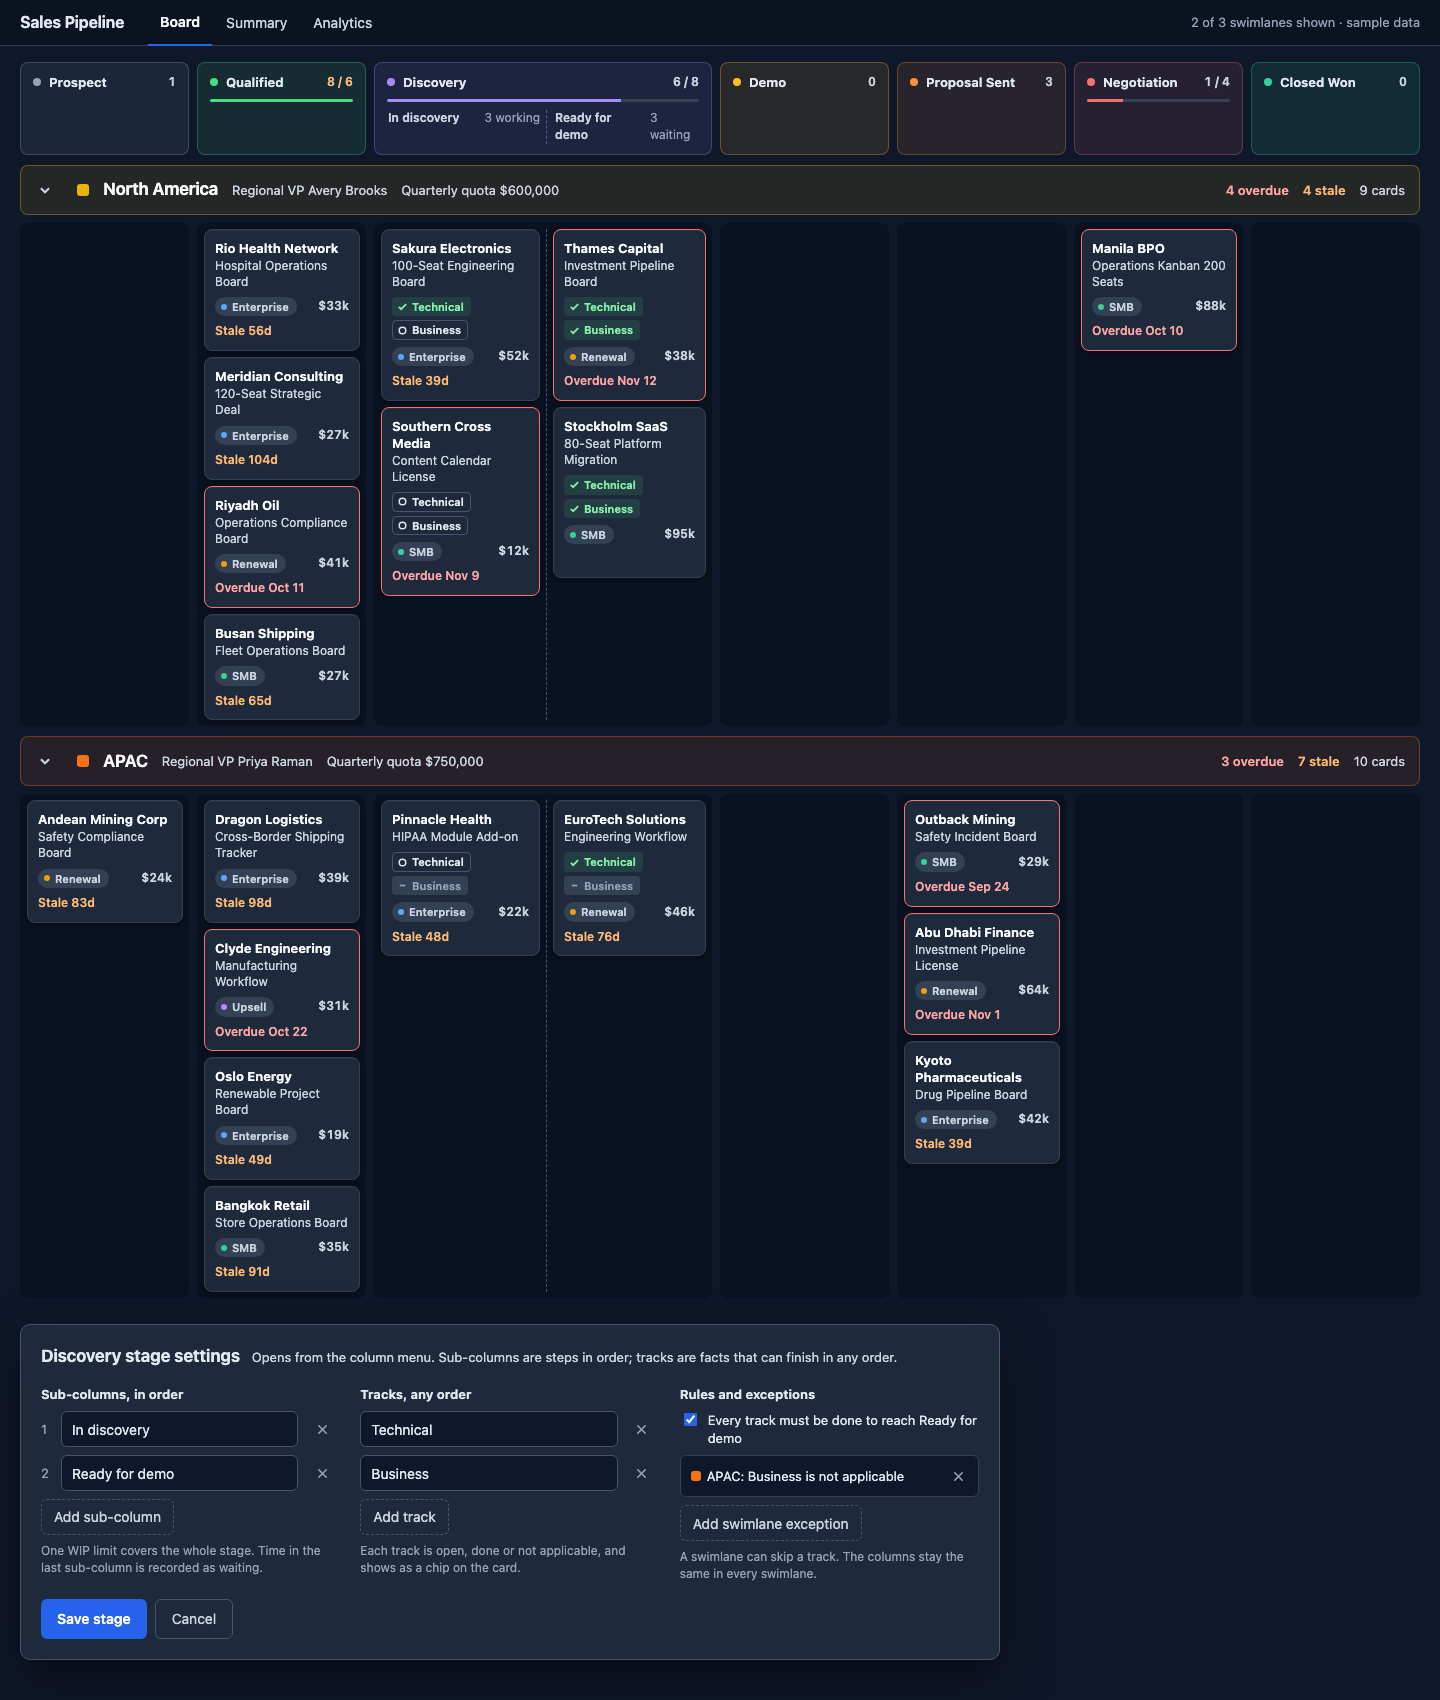 Sales Pipeline
Board
Summary
Analytics
2 of 3 swimlanes shown · sample data
Prospect 1
Qualified 8 / 6
Discovery 6 / 8
In discovery 3 working
Ready for demo 3 waiting
Demo 0
Proposal Sent 3
Negotiation 1 / 4
Closed Won 0
North America Regional VP Avery Brooks Quarterly quota $600,000
4 overdue 4 stale 9 cards
Rio Health Network
Hospital Operations
Board
Enterprise $33k
Stale 56d
Meridian Consulting
120-Seat Strategic
Deal
Enterprise $27k
Stale 104d
Riyadh Oil
Operations Compliance
Board
Renewal $41k
Overdue Oct 11
Busan Shipping
Fleet Operations Board
SMB $27k
Stale 65d
Sakura Electronics
100-Seat Engineering
Board
Technical
Business
Enterprise $52k
Stale 39d
Southern Cross
Media
Content Calendar
License
Technical
Business
SMB $12k
Overdue Nov 9
Thames Capital
Investment Pipeline
Board
Technical
Business
Renewal $38k
Overdue Nov 12
Stockholm SaaS
80-Seat Platform
Migration
Technical
Business
SMB $95k
Manila BPO
Operations Kanban 200
Seats
SMB $88k
Overdue Oct 10
APAC Regional VP Priya Raman Quarterly quota $750,000
3 overdue 7 stale 10 cards
Andean Mining Corp
Safety Compliance
Board
Renewal $24k
Stale 83d
Dragon Logistics
Cross-Border Shipping
Tracker
Enterprise $39k
Stale 98d
Clyde Engineering
Manufacturing
Workflow
Upsell $31k
Overdue Oct 22
Oslo Energy
Renewable Project
Board
Enterprise $19k
Stale 49d
Bangkok Retail
Store Operations Board
SMB $35k
Stale 91d
Pinnacle Health
HIPAA Module Add-on
Technical
Business
Enterprise $22k
Stale 48d
EuroTech Solutions
Engineering Workflow
Technical
Business
Renewal $46k
Stale 76d
Outback Mining
Safety Incident Board
SMB $29k
Overdue Sep 24
Abu Dhabi Finance
Investment Pipeline
License
Renewal $64k
Overdue Nov 1
Kyoto
Pharmaceuticals
Drug Pipeline Board
Enterprise $42k
Stale 39d
Discovery stage settings Opens from the column menu. Sub-columns are steps in order; tracks are facts that can finish in any order.
Sub-columns, in order
1 In discovery
2 Ready for demo
Add sub-column
One WIP limit covers the whole stage. Time in the
last sub-column is recorded as waiting.
Tracks, any order
Technical
Business
Add track
Each track is open, done or not applicable, and
shows as a chip on the card.
Rules and exceptions
Every track must be done to reach Ready for
demo
APAC: Business is not applicable
Add swimlane exception
A swimlane can skip a track. The columns stay the
same in every swimlane.
Save stage
Cancel